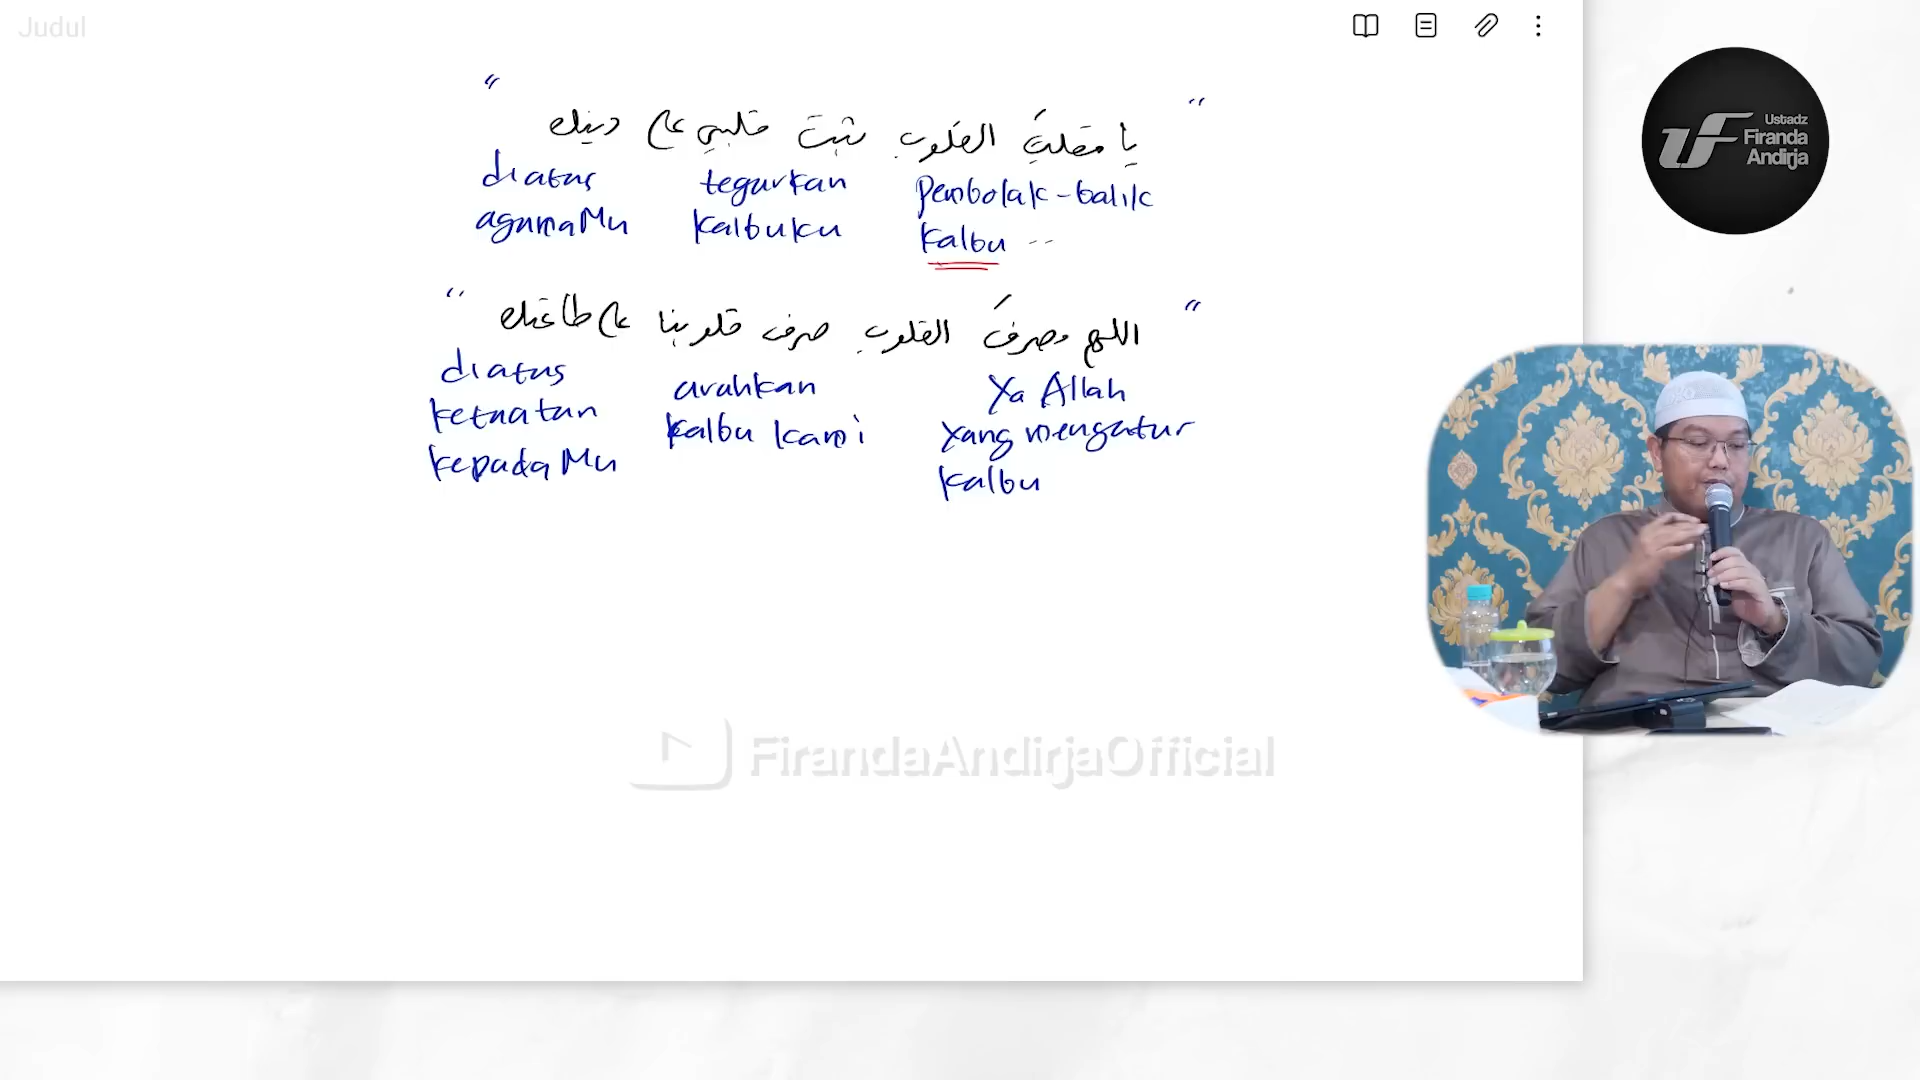 Judul
Ustadz
Firanda
Andirja
"يا مقلبَ القلوب ثبت قلبي على دينك"
pembolak-balik tegurkan diatas
kalbu -- kalbuku agamaMu
"اللهم مصرفَ القلوب صرف قلوبنا على طاعتك"
Ya Allah arahkan diatas
yang mengatur kalbu kami ketaatan
kalbu kepadaMu
FirandaAndirjaOfficial